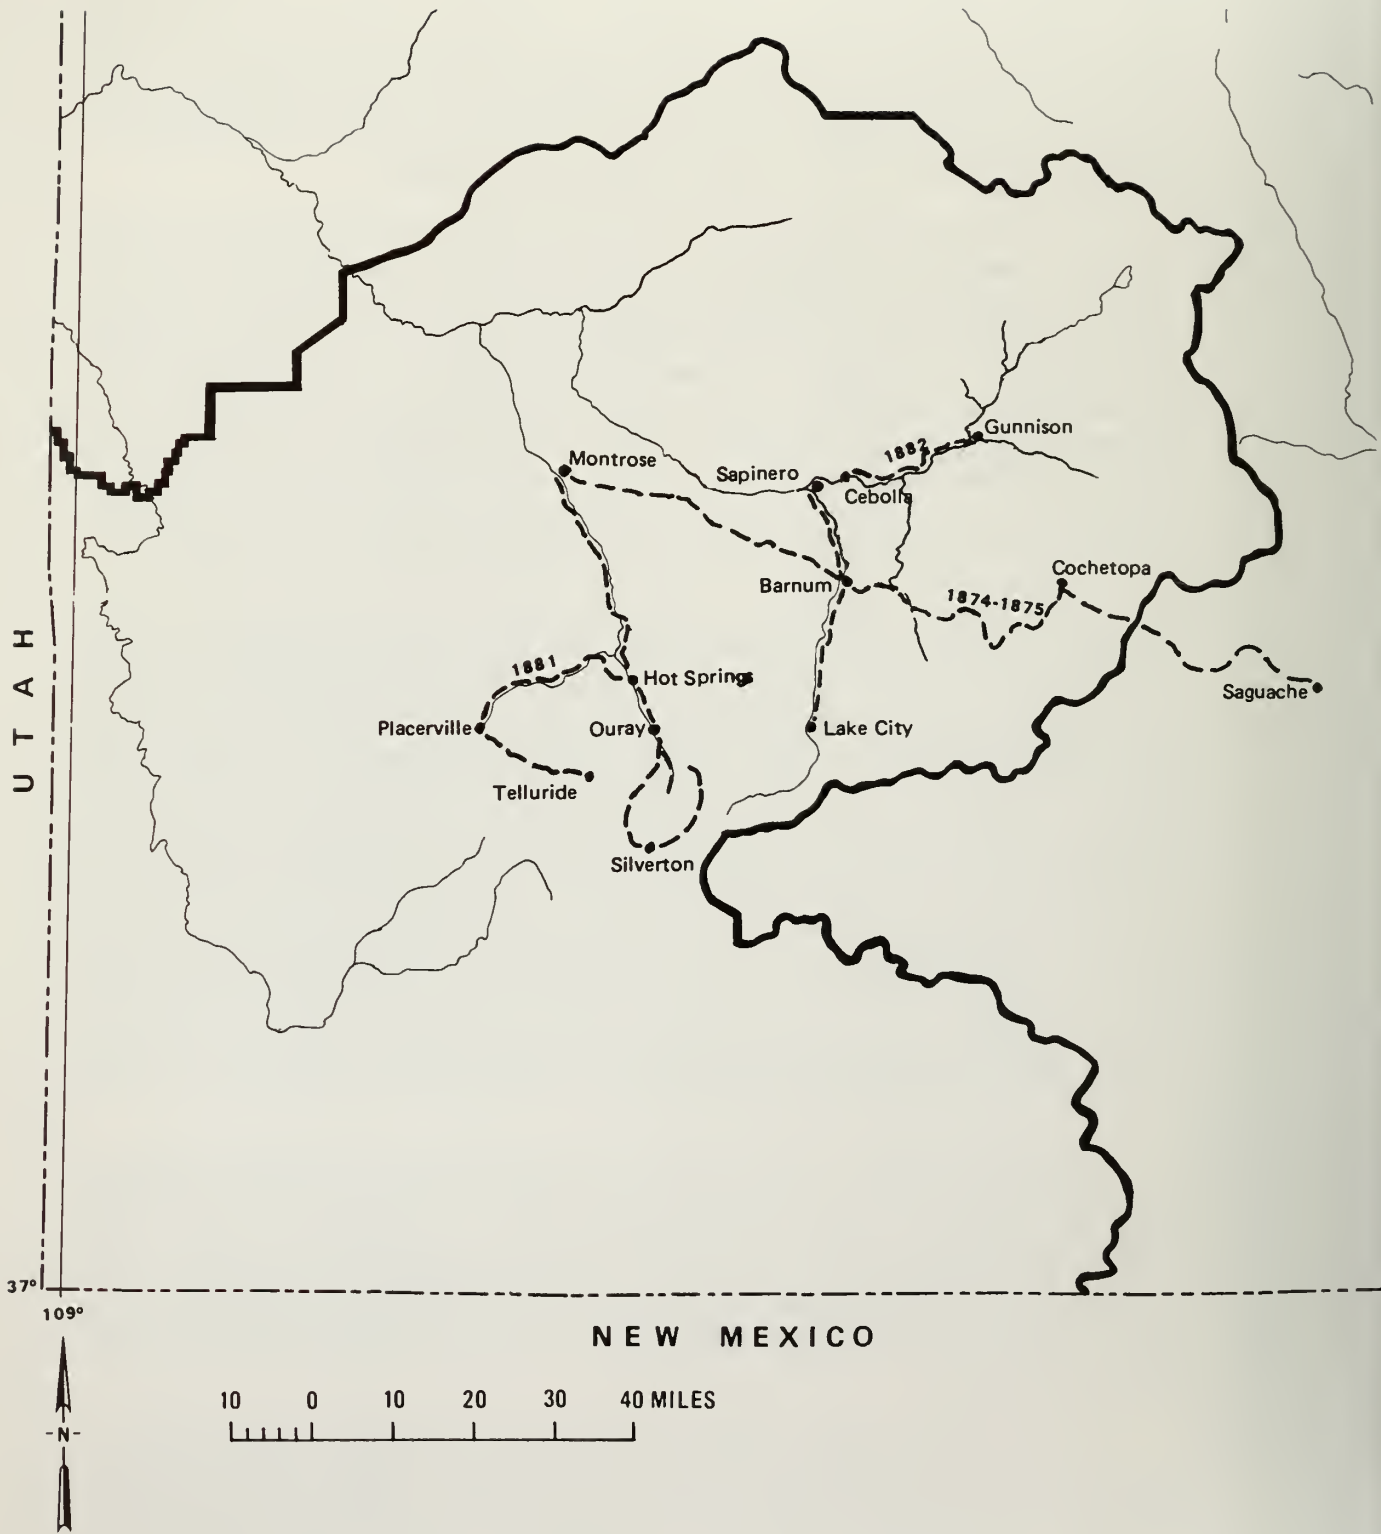 Gunnison
1882
Montrose
Sapinero
Cebolla
Cochetopa
Barnum
1874-1875
UTAH
1881
Hot Springs
Saguache
Placerville
Ouray
Lake City
Telluride
Silverton
37°
109°
NEW MEXICO
10 0 10 20 30 40 MILES
-N-